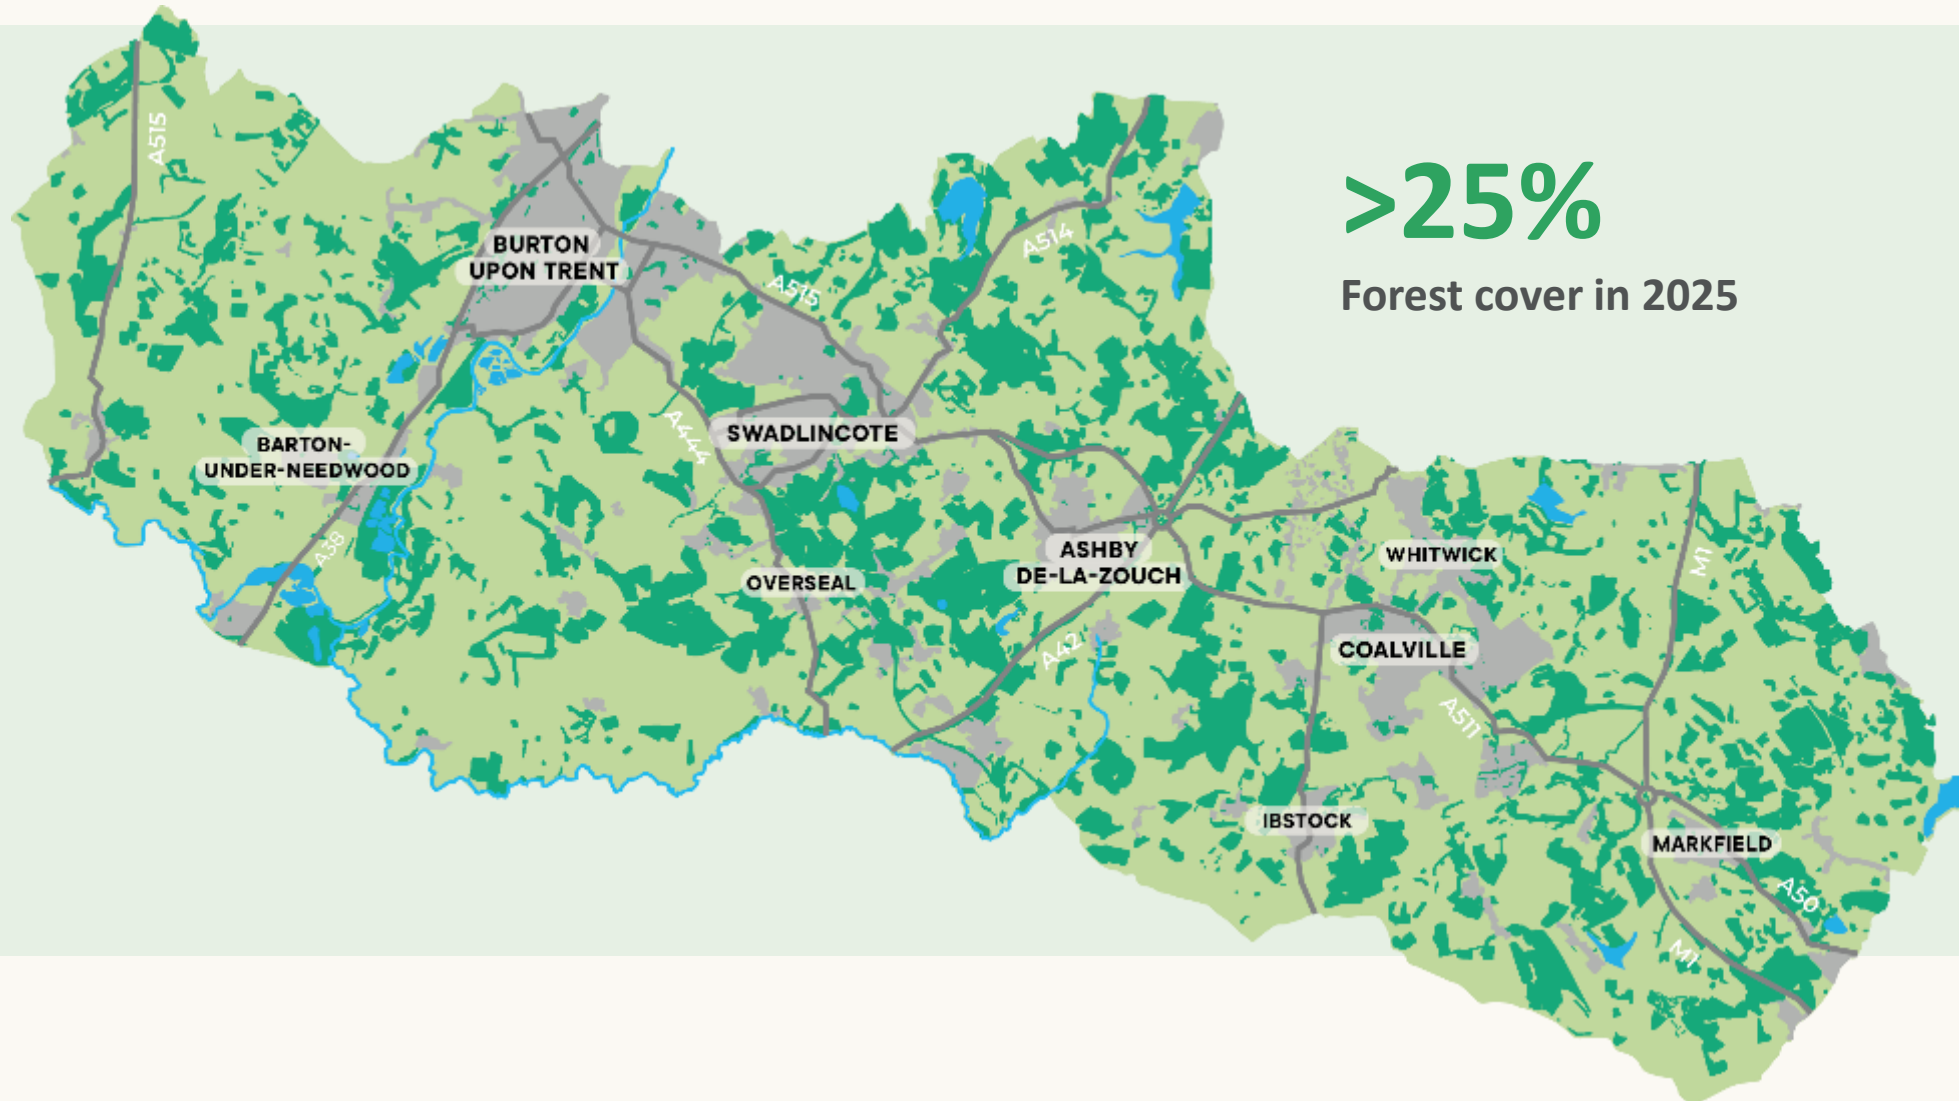 >25%
Forest cover in 2025
A515
BURTON
UPON TRENT
A514
A515
A444
SWADLINCOTE
BARTON-
UNDER-NEEDWOOD
A38
ASHBY
DE-LA-ZOUCH
OVERSEAL
WHITWICK
M1
A42
COALVILLE
A511
IBSTOCK
MARKFIELD
A50
M1